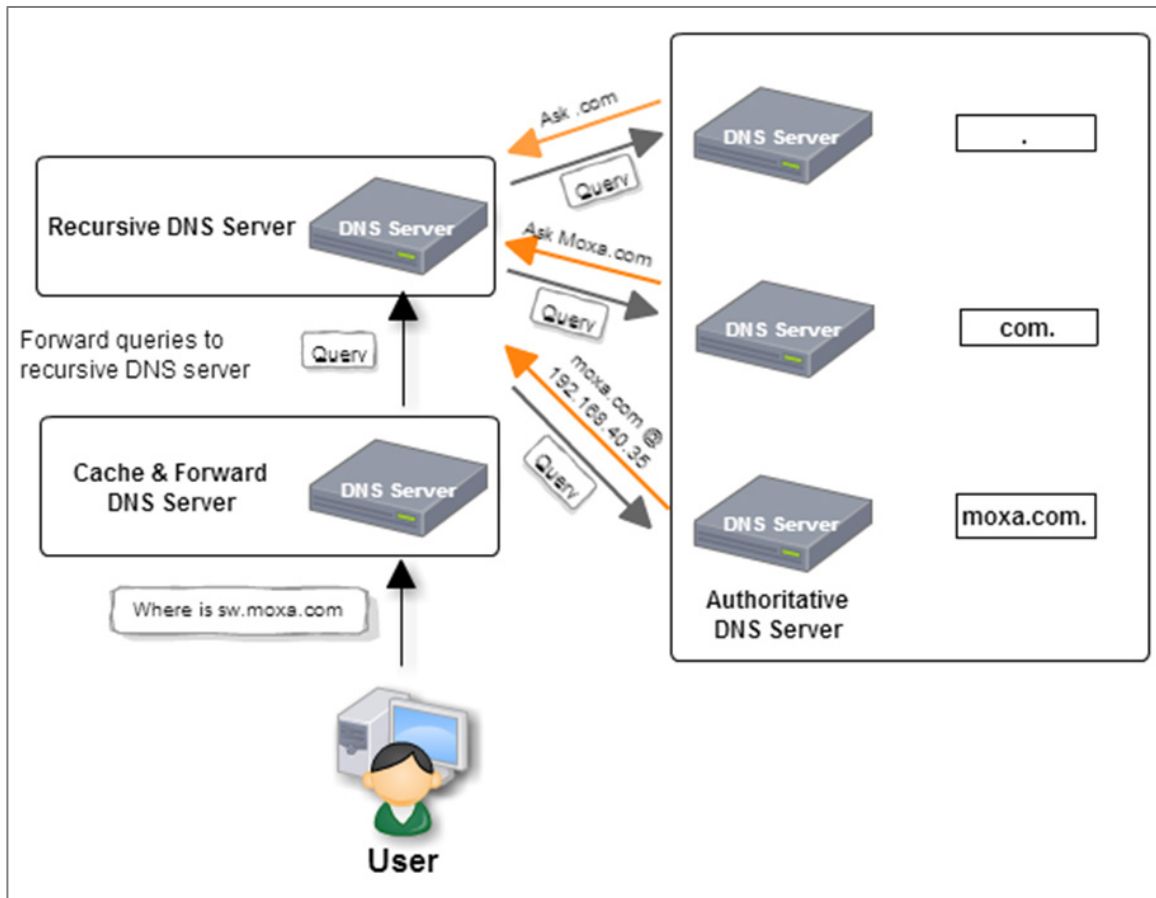 Ask .com
DNS Server
.
Query
Recursive DNS Server
DNS Server
Ask Moxa.com
DNS Server
com.
Query
Forward queries to
recursive DNS server
Query
moxa.com @
192.168.40.35
Cache & Forward
DNS Server
DNS Server
Query
DNS Server
moxa.com.
Where is sw.moxa.com
Authoritative
DNS Server
User